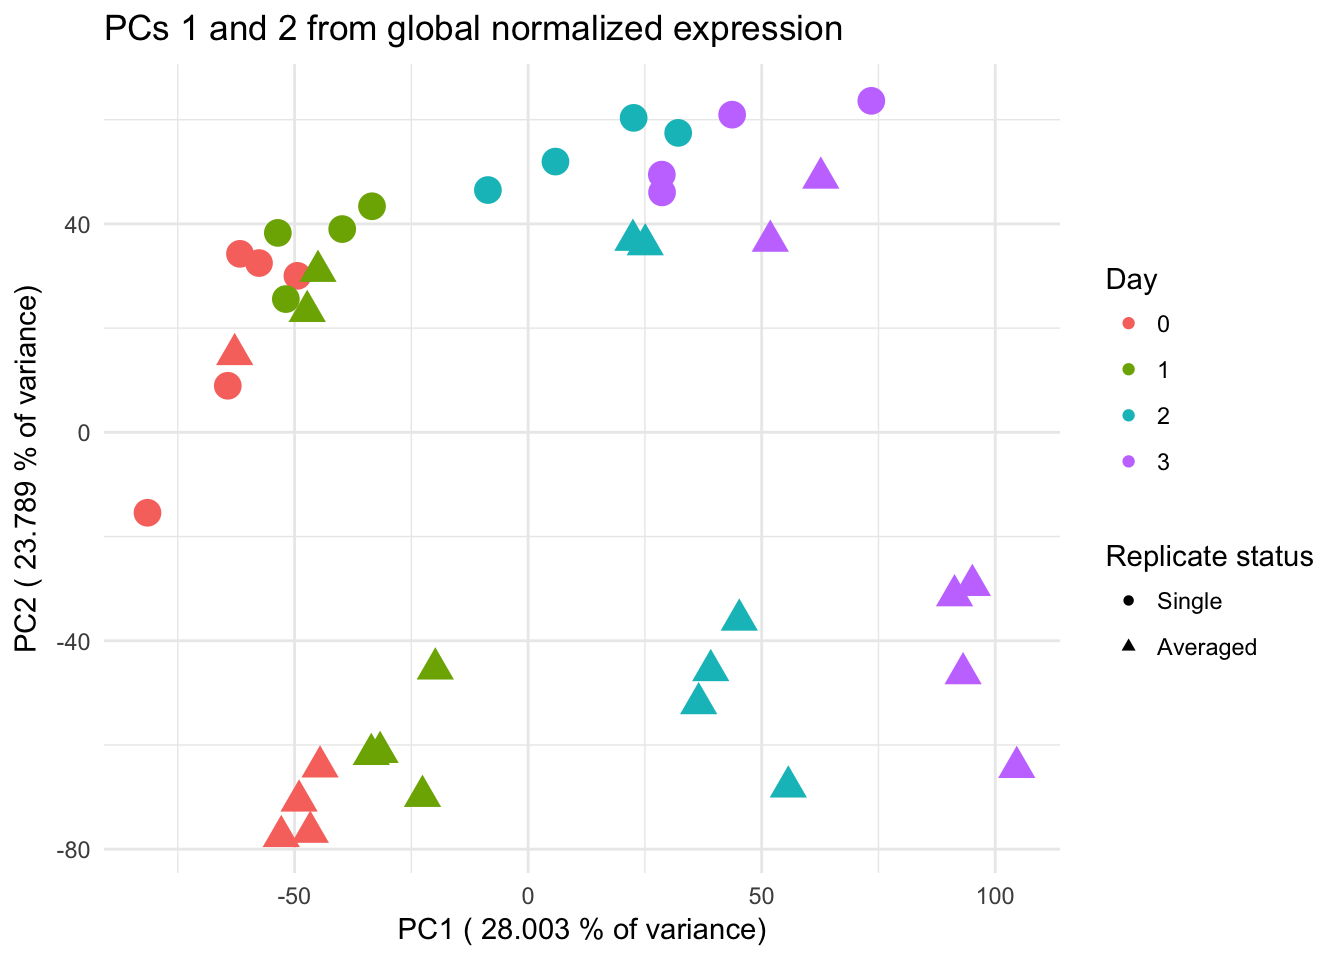 PCs 1 and 2 from global normalized expression
PC2 ( 23.789 % of variance)
40
0
-40
-80
-50
0
50
100
PC1 ( 28.003 % of variance)
Day
0
1
2
3
Replicate status
Single
Averaged